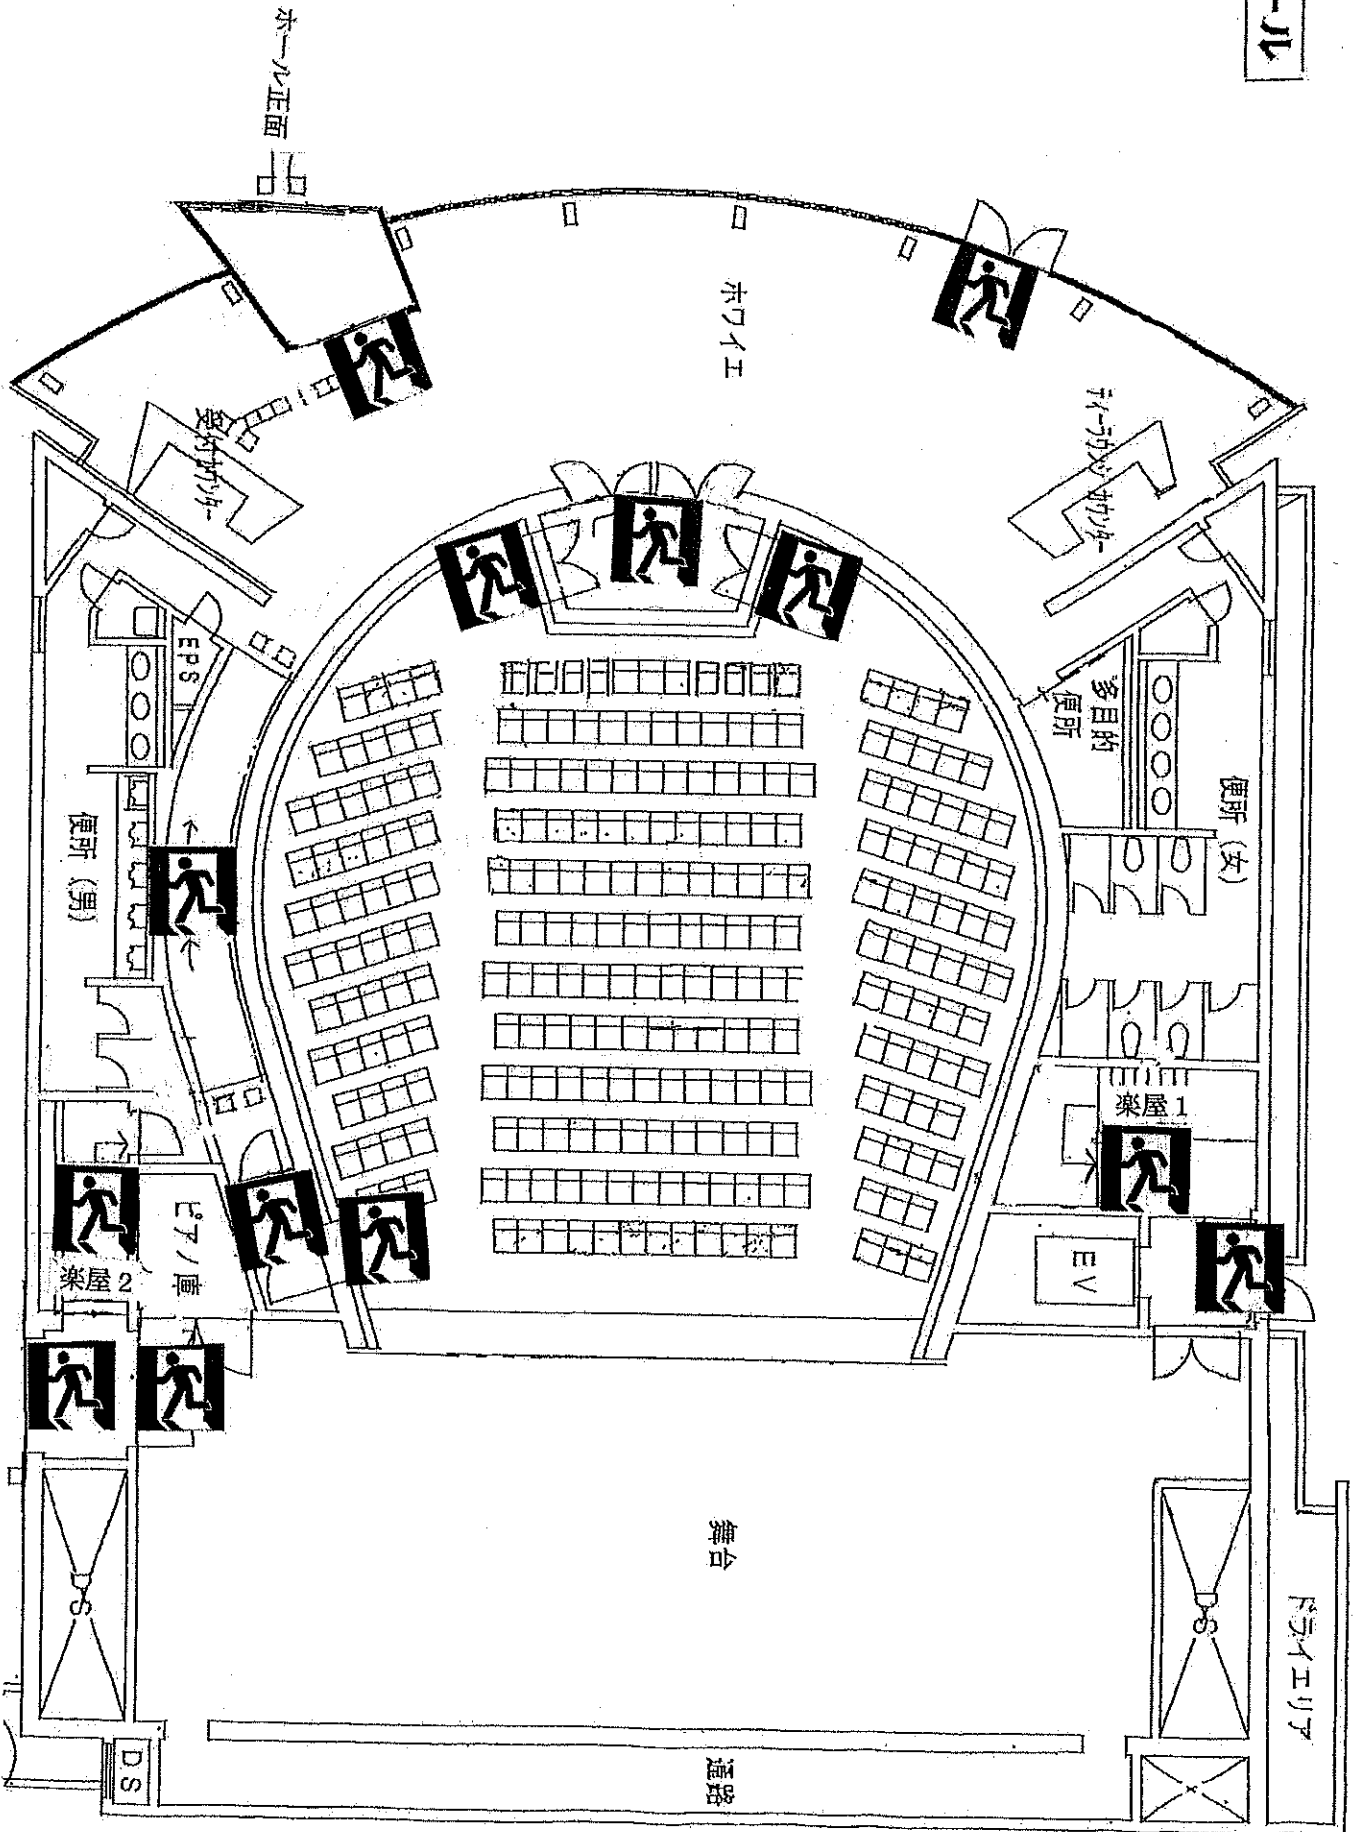 ール
ホール正面
ホワイエ
受付カウンター
ティーラウンジカウンター
EPS
多目的
便所
便所(女)
便所(男)
楽屋1
EV
ピアノ庫
楽屋2
舞台
DS
DS
ドライエリア
道路
DS